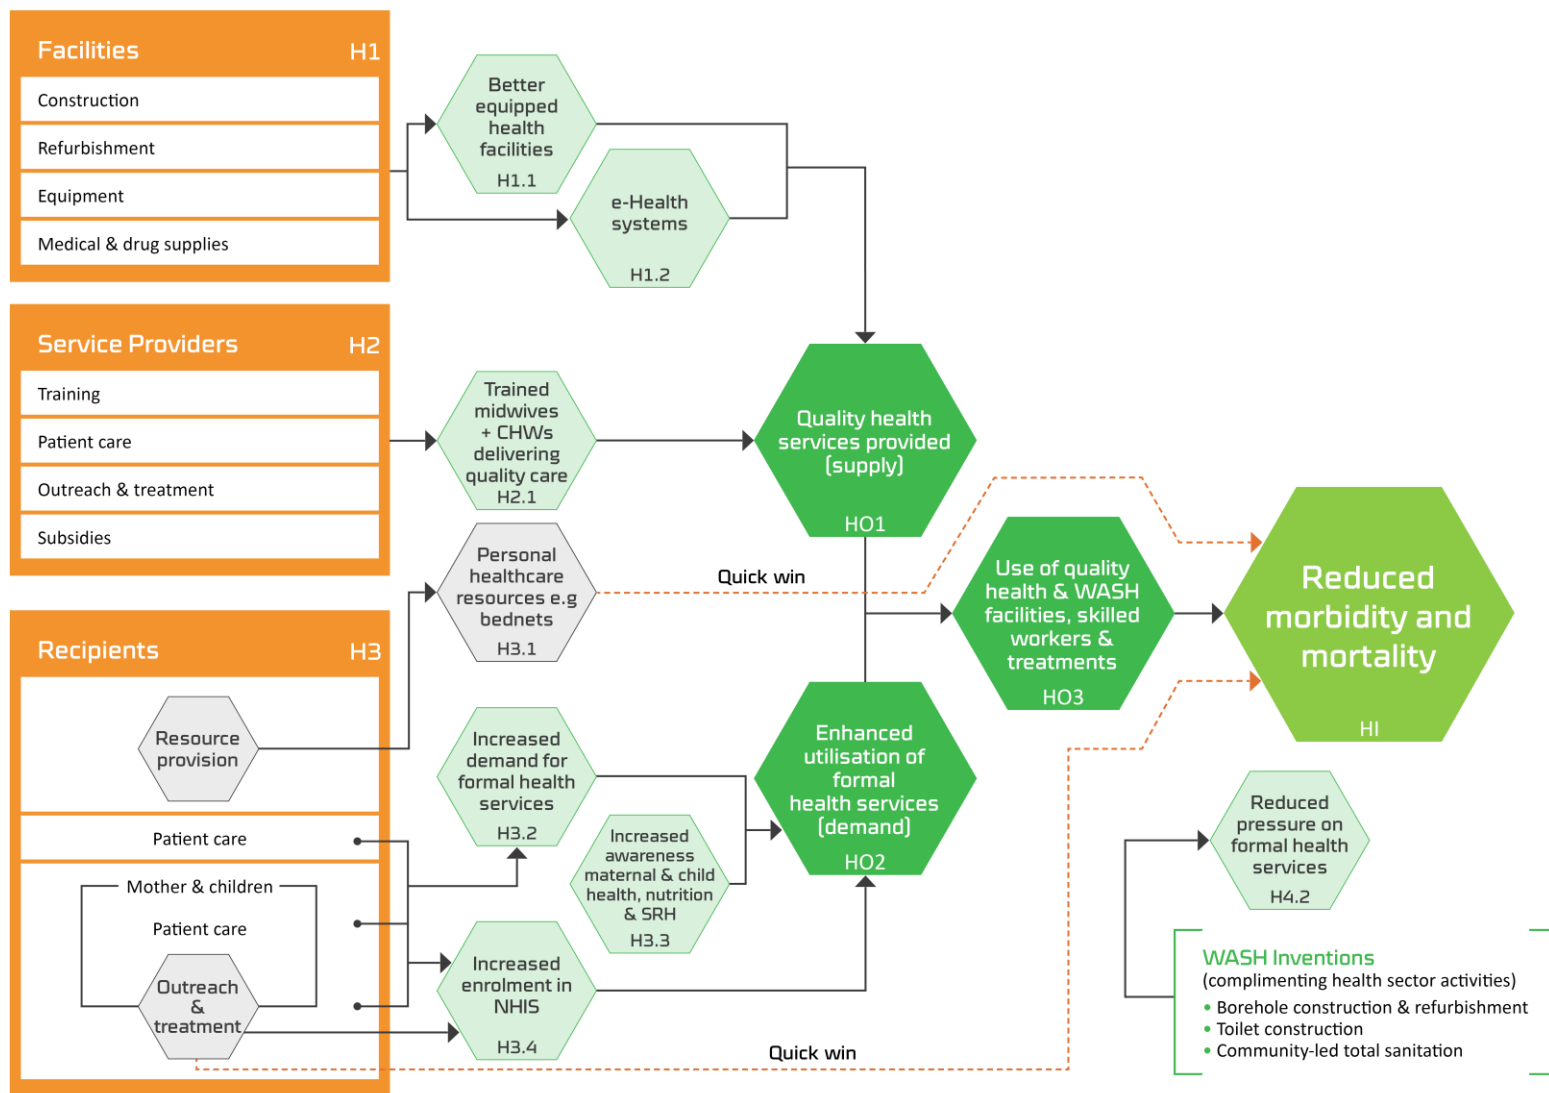 Facilities H1
Construction
Refurbishment
Equipment
Medical & drug supplies
Better
equipped
health
facilities
H1.1
e-Health
systems
H1.2
Service Providers H2
Training
Patient care
Outreach & treatment
Subsidies
Trained
midwives
+ CHWs
delivering
quality care
H2.1
Quality health
services provided
(supply)
HO1
Personal
healthcare
resources e.g
bednets
H3.1
Quick win
Use of quality
health & WASH
facilities, skilled
workers &
treatments
HO3
Reduced
morbidity and
mortality
HI
Recipients H3
Resource
provision
Patient care
Mother & children
Patient care
Outreach
&
treatment
Increased
demand for
formal health
services
H3.2
Increased
awareness
maternal & child
health, nutrition
& SRH
H3.3
Increased
enrolment in
NHIS
H3.4
Enhanced
utilisation of
formal
health services
(demand)
HO2
Quick win
Reduced
pressure on
formal health
services
H4.2
WASH Inventions
(complimenting health sector activities)
• Borehole construction & refurbishment
• Toilet construction
• Community-led total sanitation